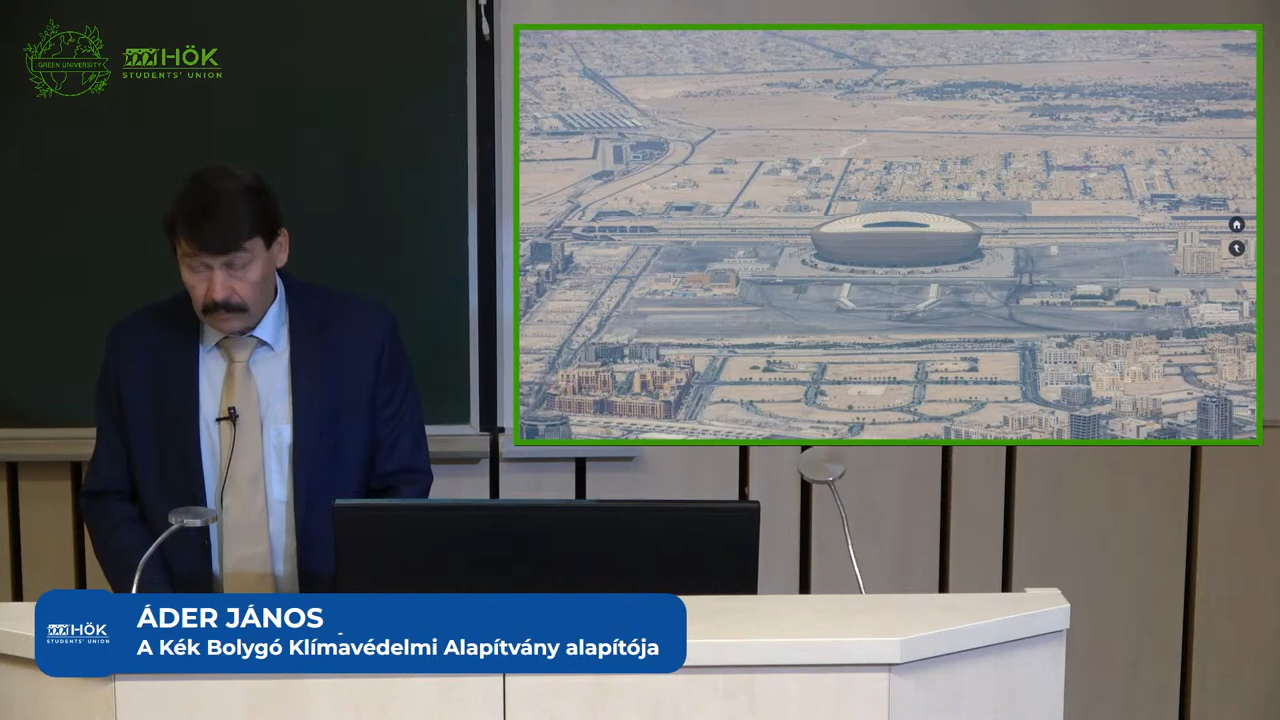 GREEN UNIVERSITY
HÖK
STUDENTS' UNION
HÖK
STUDENTS' UNION
ÁDER JÁNOS
A Kék Bolygó Klímavédelmi Alapítvány alapítója